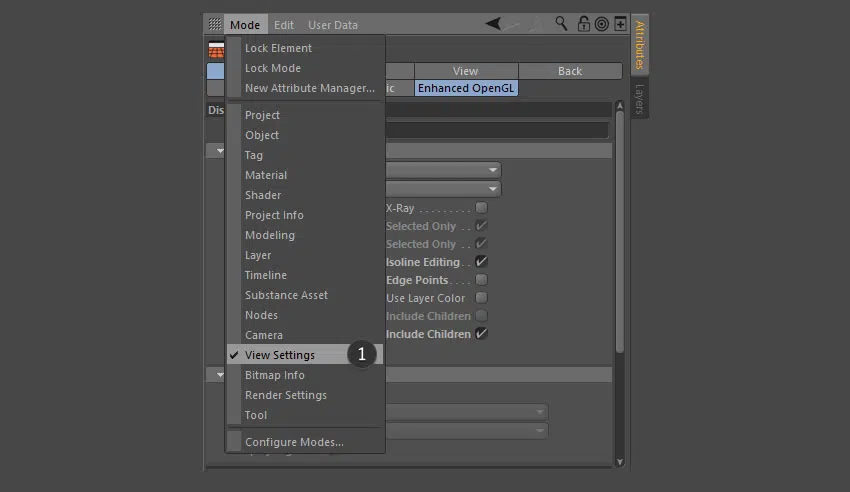 Mode Edit User Data
Attributes
Layers
Lock Element
Lock Mode
New Attribute Manager...
View Back
ic Enhanced OpenGL
Dis
Project
Object
Tag
Material
Shader
Project Info
Modeling
Layer
Timeline
Substance Asset
Nodes
Camera
View Settings 1
Bitmap Info
Render Settings
Tool
Configure Modes...
X-Ray
Selected Only
Selected Only
Isoline Editing
Edge Points
Use Layer Color
Include Children
Include Children